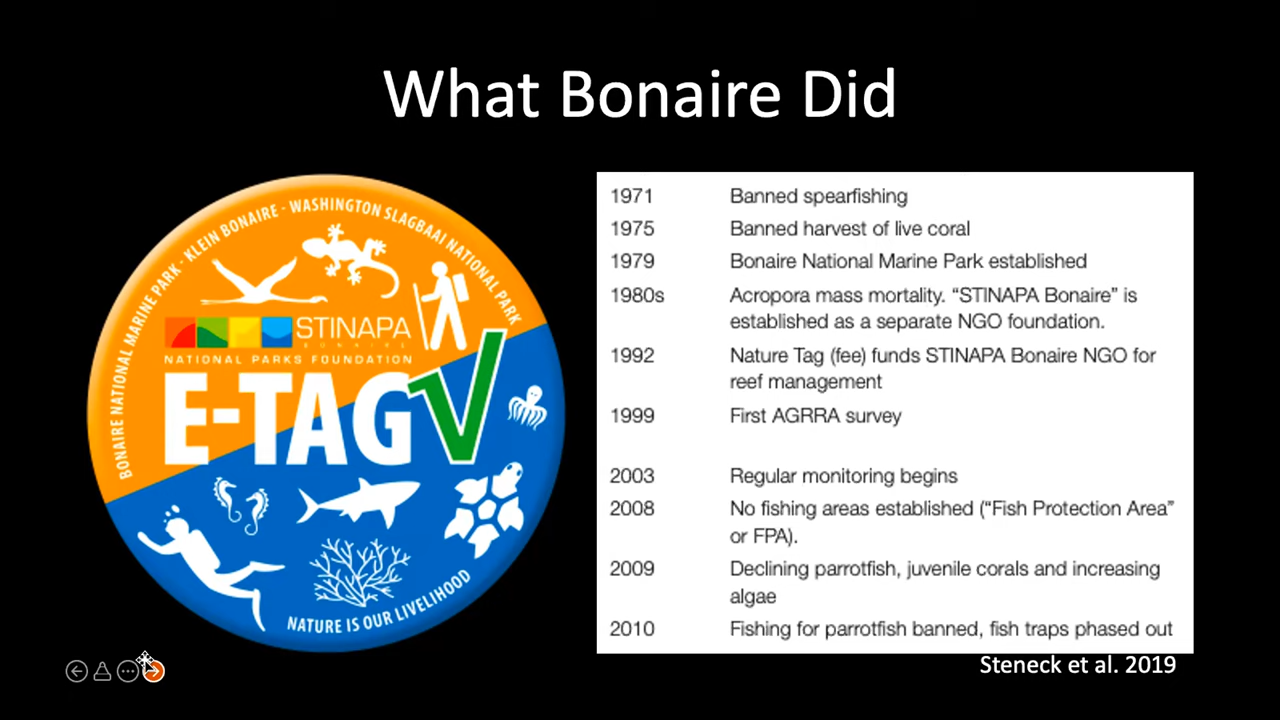 What Bonaire Did
BONAIRE NATIONAL MARINE PARK - KLEIN BONAIRE - WASHINGTON SLAGBAAI NATIONAL PARK
STINAPA
BONAIRE
NATIONAL PARKS FOUNDATION
E-TAG
NATURE IS OUR LIVELIHOOD
1971 Banned spearfishing
1975 Banned harvest of live coral
1979 Bonaire National Marine Park established
1980s Acropora mass mortality. “STINAPA Bonaire” is
established as a separate NGO foundation.
1992 Nature Tag (fee) funds STINAPA Bonaire NGO for
reef management
1999 First AGRRA survey
2003 Regular monitoring begins
2008 No fishing areas established (“Fish Protection Area”
or FPA).
2009 Declining parrotfish, juvenile corals and increasing
algae
2010 Fishing for parrotfish banned, fish traps phased out
Steneck et al. 2019